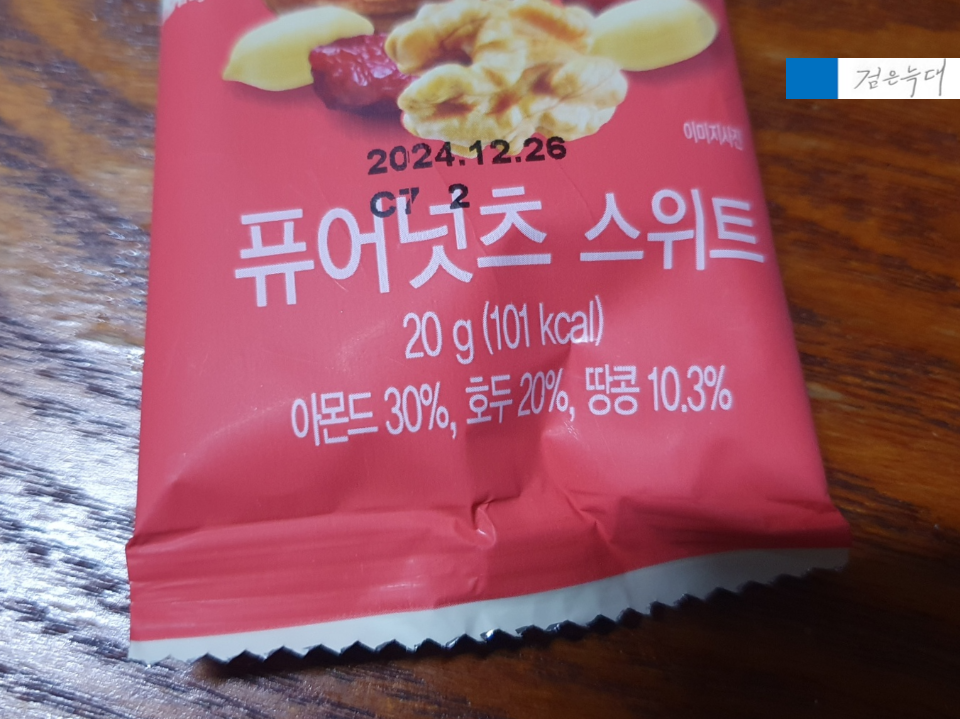 검은늑대
이미지사진
2024.12.26
C7 2
퓨어넛츠 스위트
20 g (101 kcal)
아몬드 30%, 호두 20%, 땅콩 10.3%